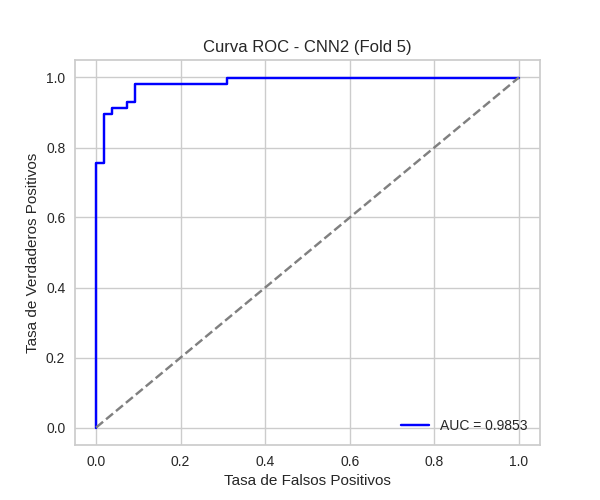 Curva ROC - CNN2 (Fold 5)
Tasa de Verdaderos Positivos
1.0
0.8
0.6
0.4
0.2
0.0
AUC = 0.9853
0.0 0.2 0.4 0.6 0.8 1.0
Tasa de Falsos Positivos